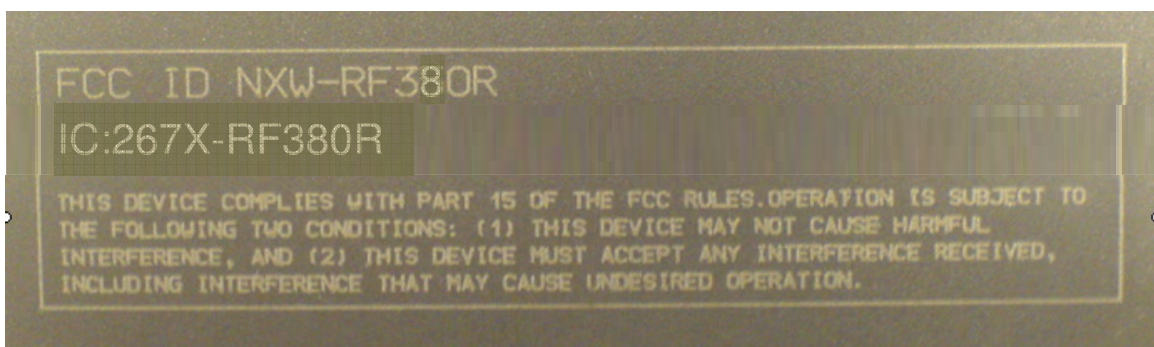 FCC ID NXW-RF380R
IC:267X-RF380R
THIS DEVICE COMPLIES WITH PART 15 OF THE FCC RULES.OPERATION IS SUBJECT TO
THE FOLLOWING TWO CONDITIONS: (1) THIS DEVICE MAY NOT CAUSE HARMFUL
INTERFERENCE, AND (2) THIS DEVICE MUST ACCEPT ANY INTERFERENCE RECEIVED,
INCLUDING INTERFERENCE THAT MAY CAUSE UNDESIRED OPERATION.